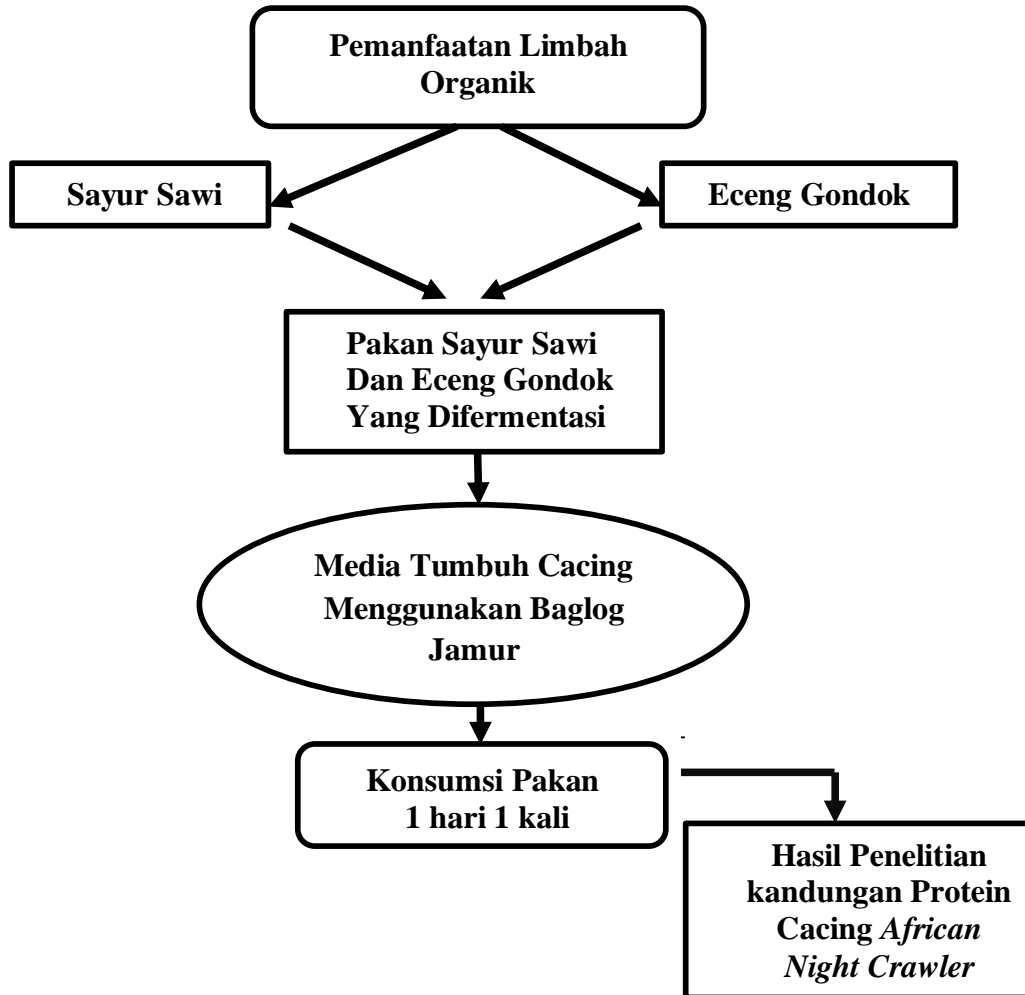 Pemanfaatan Limbah
Organik
Sayur Sawi
Eceng Gondok
Pakan Sayur Sawi
Dan Eceng Gondok
Yang Difermentasi
Media Tumbuh Cacing
Menggunakan Baglog
Jamur
Konsumsi Pakan
1 hari 1 kali
Hasil Penelitian
kandungan Protein
Cacing African
Night Crawler